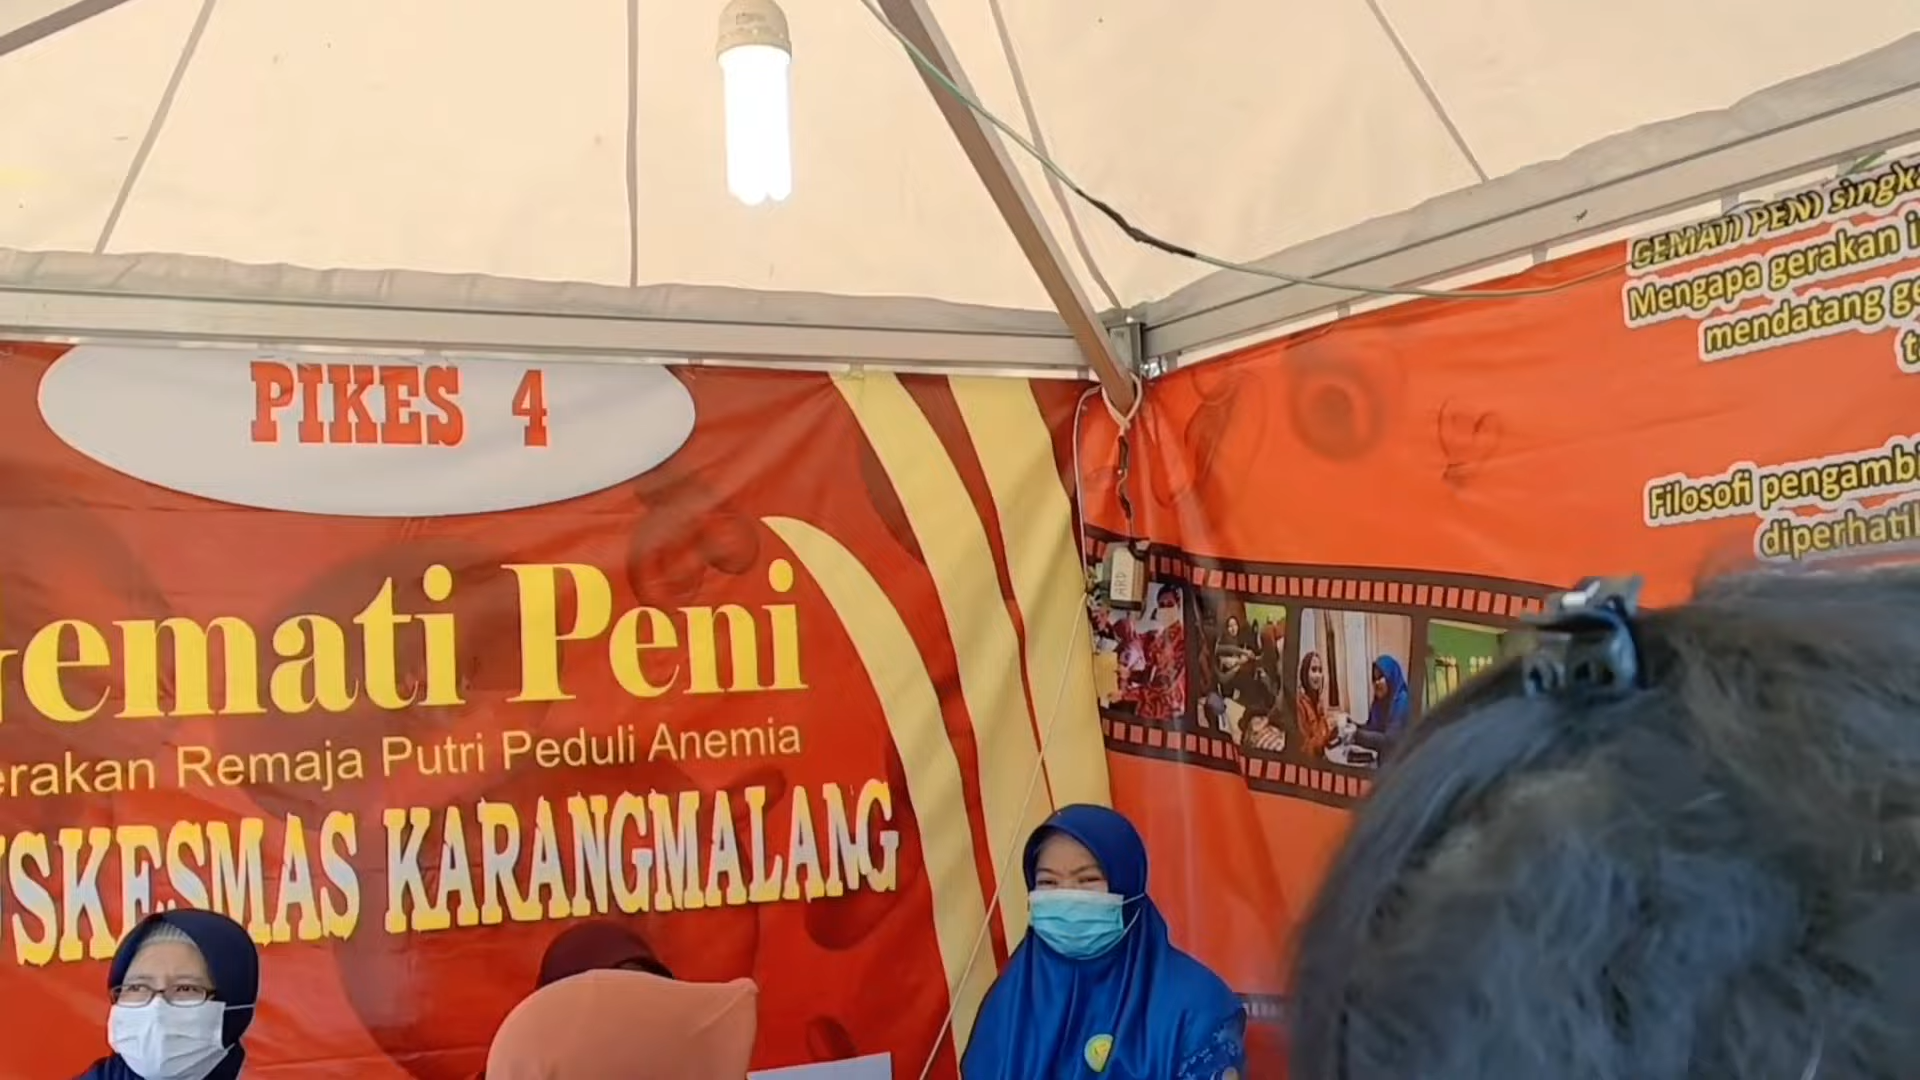 PIKES 4
Gemati Peni
erakan Remaja Putri Peduli Anemia
USKESMAS KARANGMALANG
GEMATI PENI singka
Mengapa gerakan i
mendatang ge
t
Filosofi pengambi
diperhati
ARD